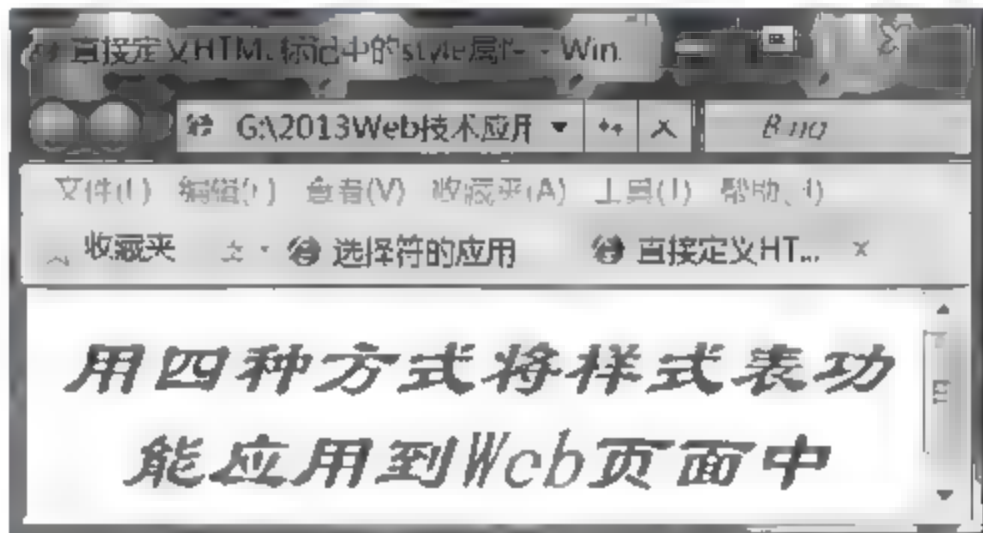 直接定义HTML标记中的style属性 - Win
G:\2013Web技术应用
Bing
文件(F) 编辑(E) 查看(V) 收藏夹(A) 工具(T) 帮助(H)
收藏夹 选择符的应用 直接定义HT...
用四种方式将样式表功
能应用到Web页面中